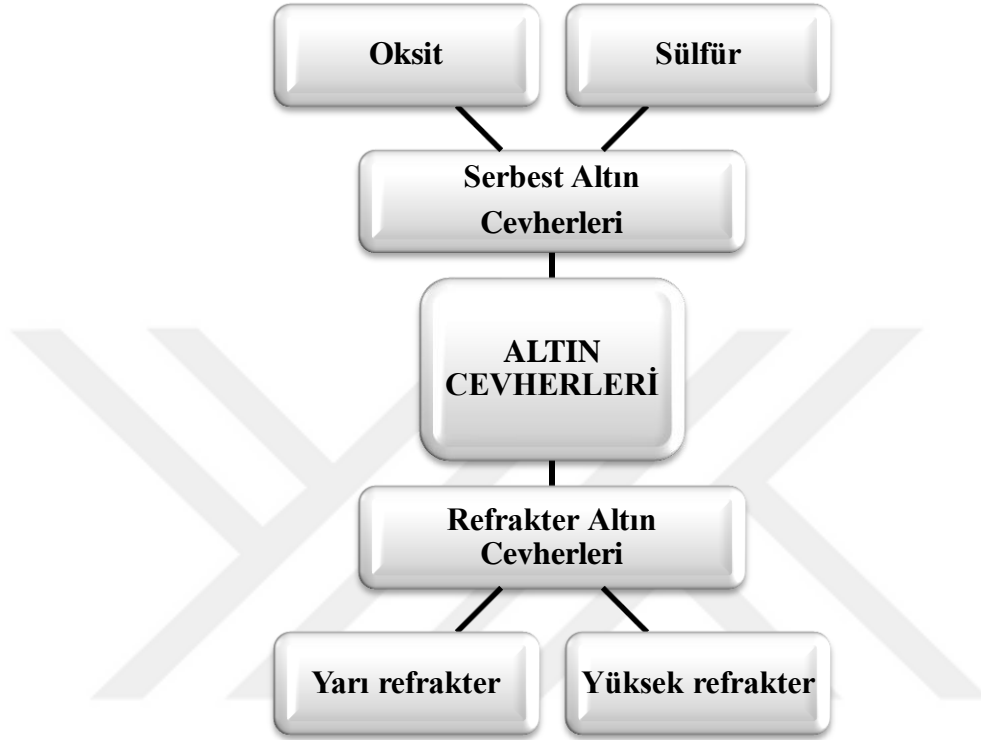 Oksit
Sülfür
Serbest Altın
Cevherleri
ALTIN
CEVHERLERİ
Refrakter Altın
Cevherleri
Yarı refrakter
Yüksek refrakter